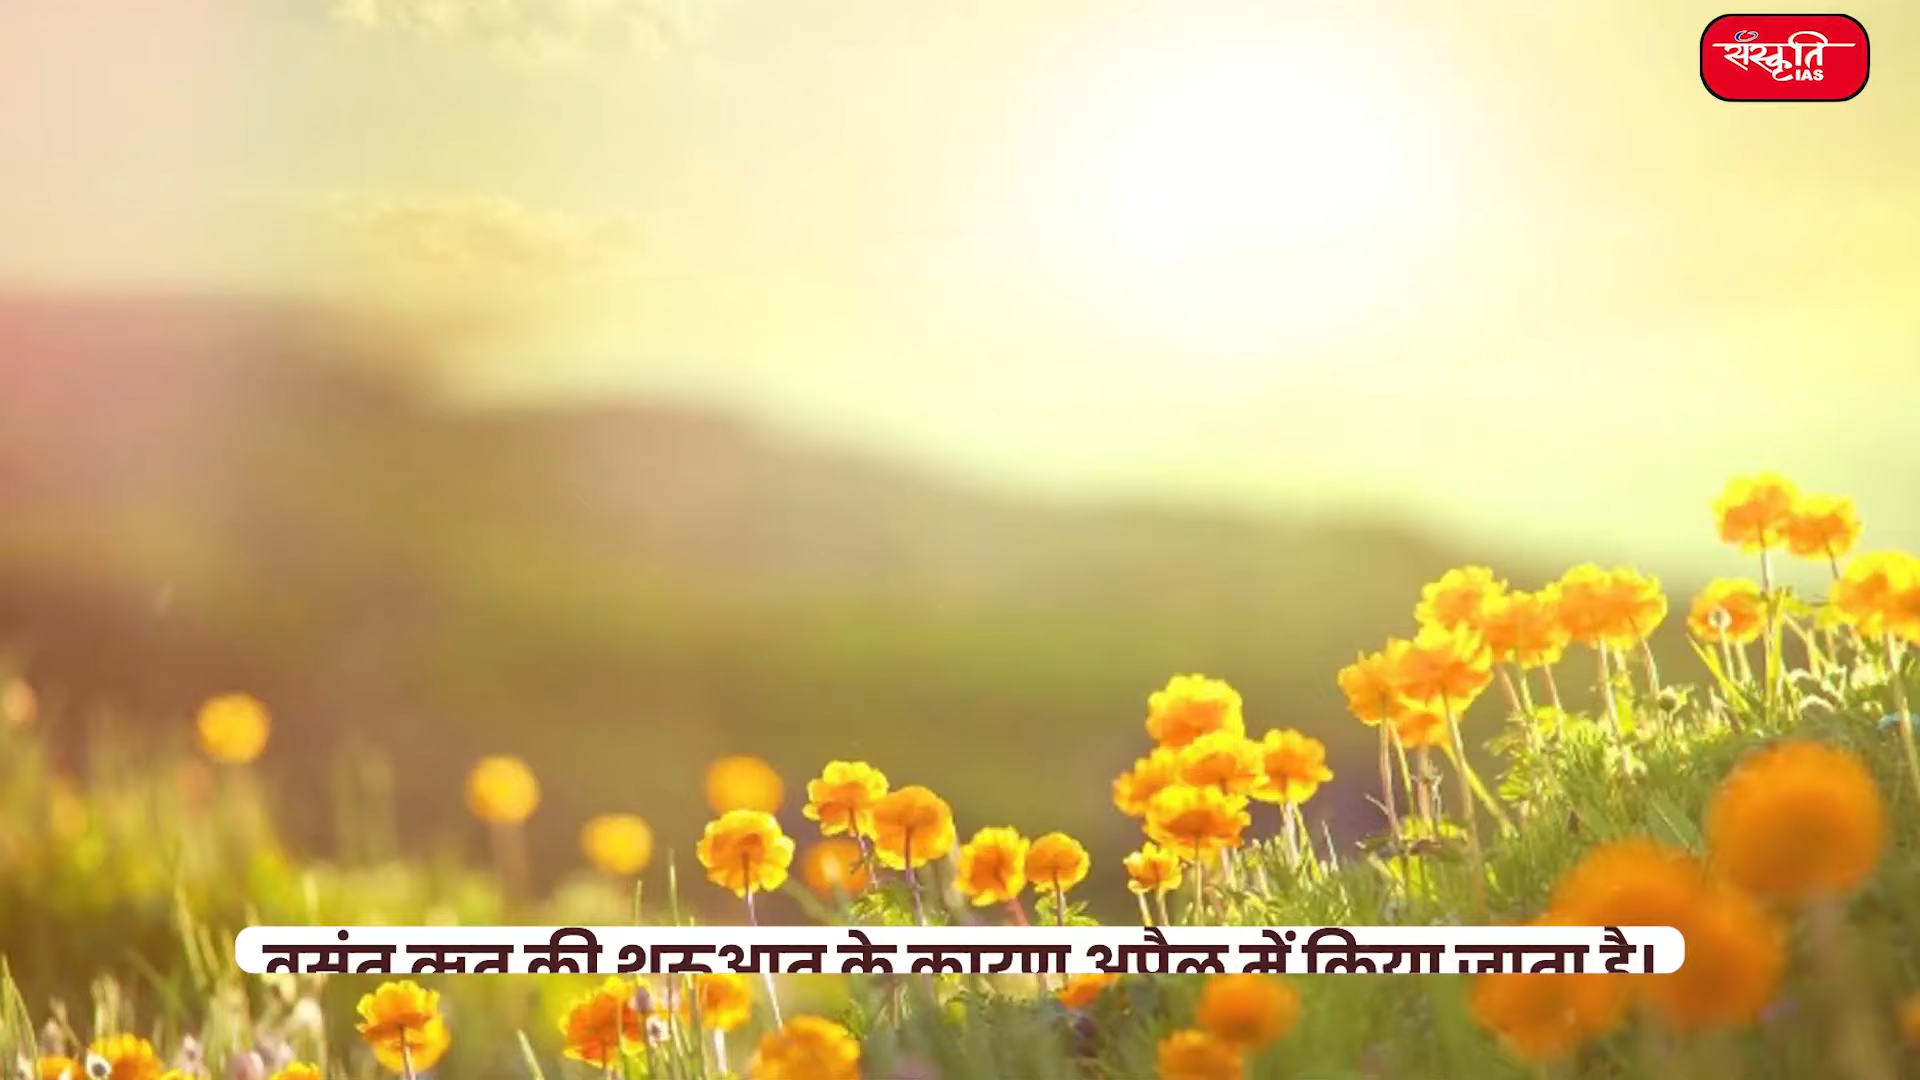 संस्कृति
IAS
वसंत ऋतु की शुरुआत के कारण अप्रैल में किया जाता है।